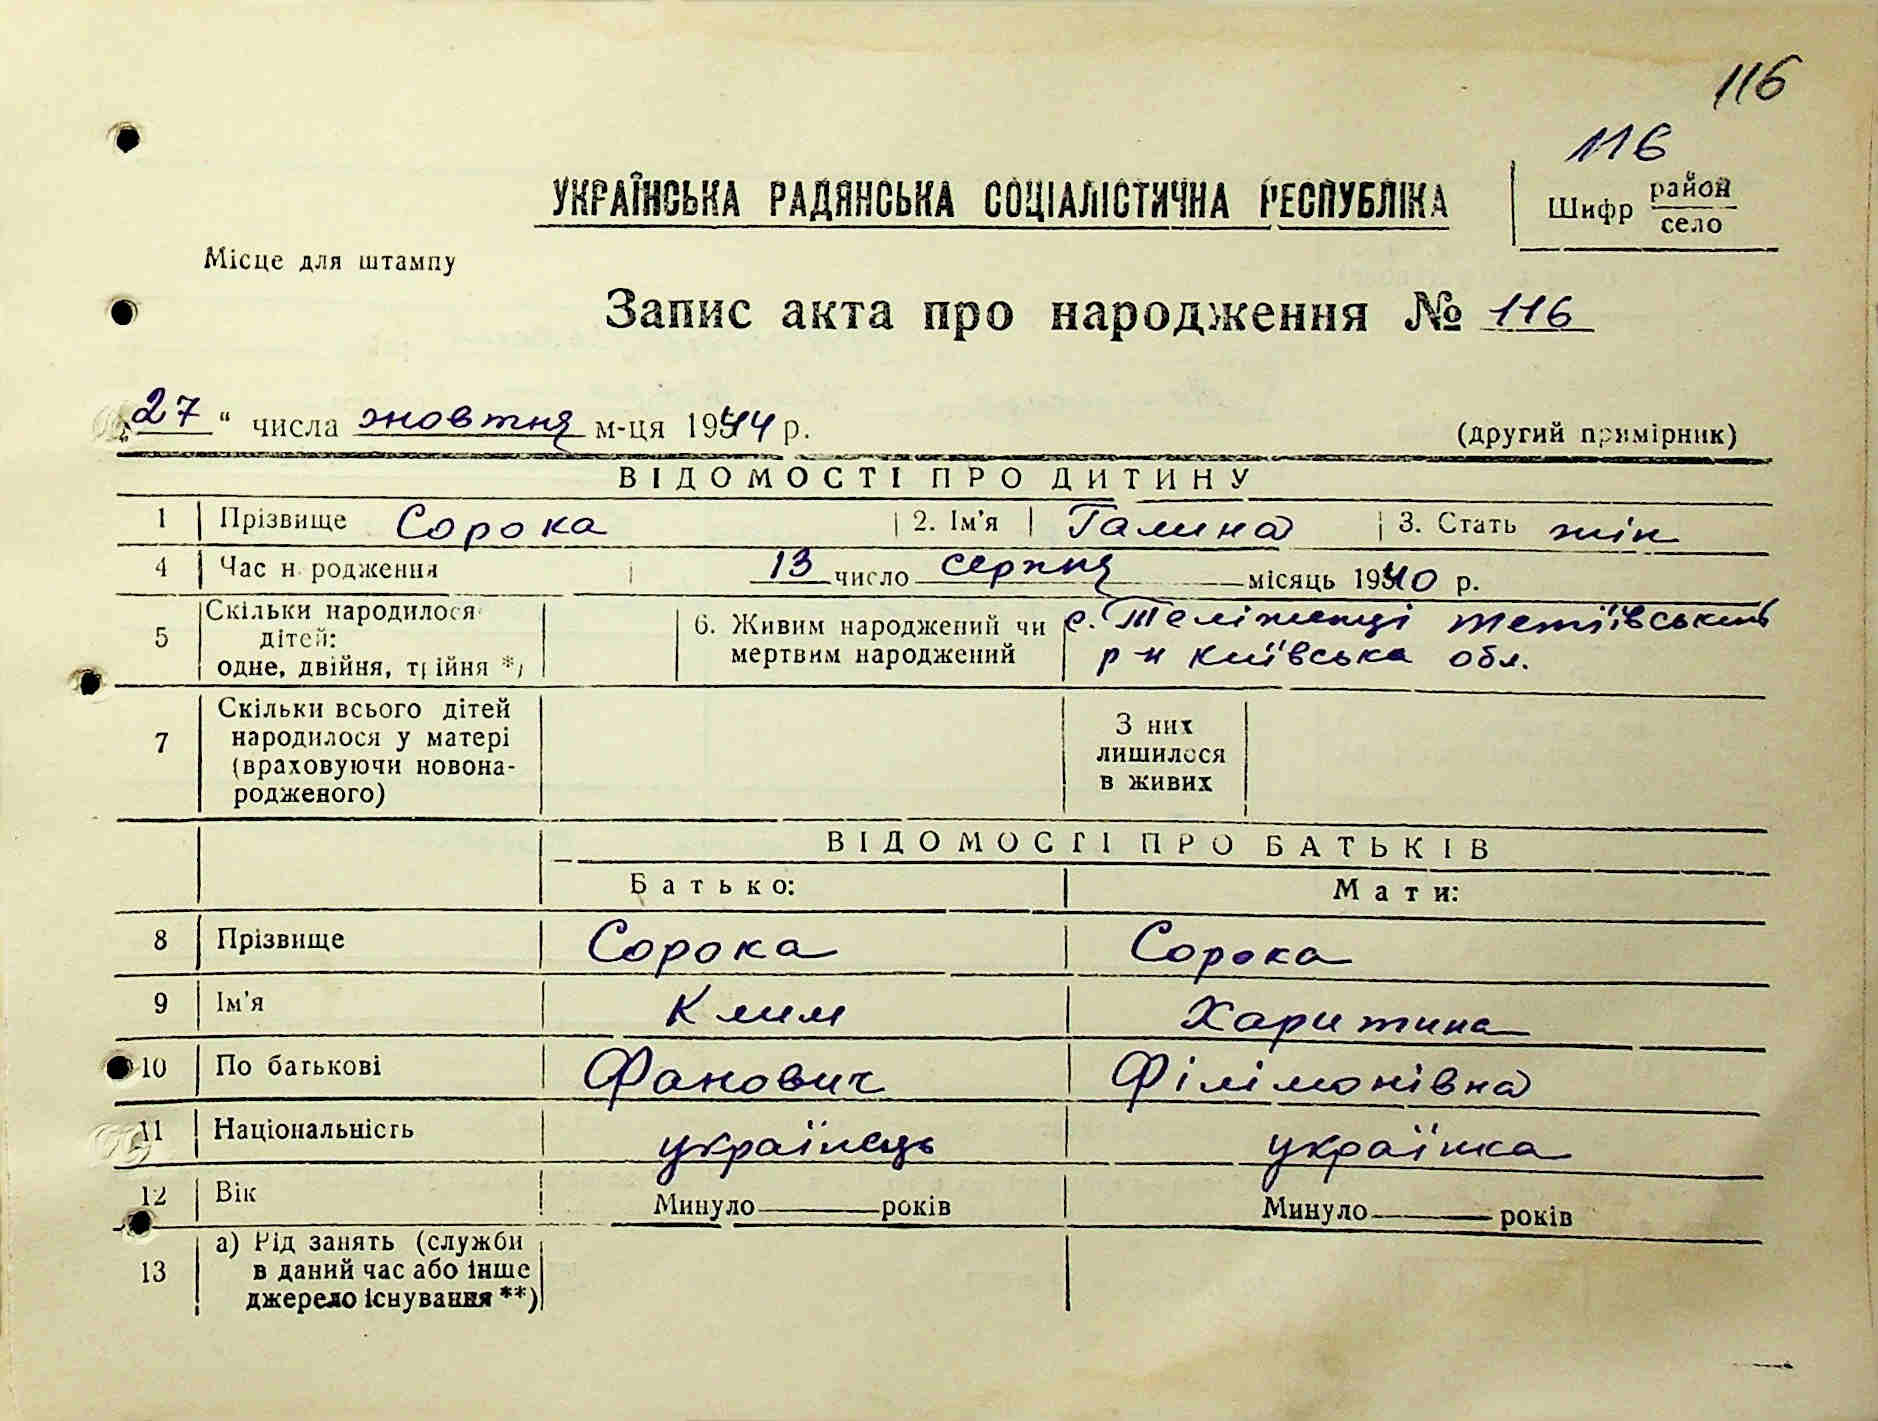 116
116
УКРАЇНСЬКА РАДЯНСЬКА СОЦІАЛІСТИЧНА РЕСПУБЛІКА
Шифр район
село
Місце для штампу
Запис акта про народження № 116
27 " числа жовтня м-ця 1944 р.
(другий примірник)
ВІДОМОСТІ ПРО ДИТИНУ
1 Прізвище Сорока 2. Ім'я Галина 3. Стать жін
4 Час народження 13 число серпня місяць 1940 р.
5 Скільки народилося дітей: одне, двійня, трійня *)
6. Живим народжений чи мертвим народжений
с. Теліженці Тетіївський
р-н Київська обл.
7 Скільки всього дітей народилося у матері (враховуючи новона-родженого)
З них лишилося в живих
ВІДОМОСТІ ПРО БАТЬКІВ
Батько: Мати:
8 Прізвище Сорока Сорока
9 Ім'я Клим Харитина
10 По батькові Фанович Філімонівна
11 Національність українець українка
12 Вік Минуло років Минуло років
13 а) Рід занять (служби
в даний час або інше
джерело існування **)